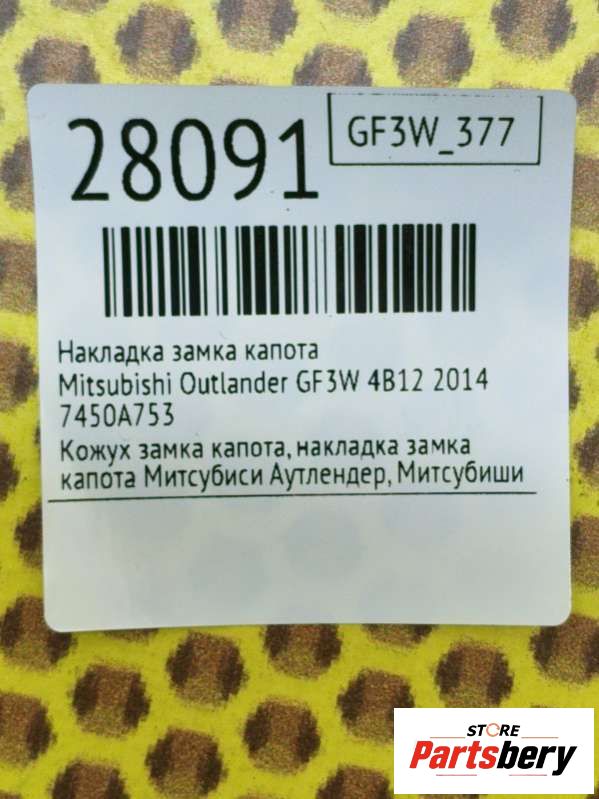 28091
GF3W_377
Накладка замка капота
Mitsubishi Outlander GF3W 4B12 2014
7450A753
Кожух замка капота, накладка замка
капота Митсубиси Аутлендер, Митсубиши
STORE
Partsbery